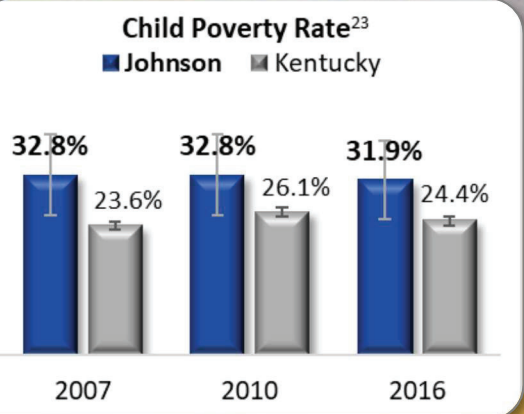 Child Poverty Rate23
Johnson Kentucky
32.8% 23.6% 32.8% 26.1% 31.9% 24.4%
2007 2010 2016